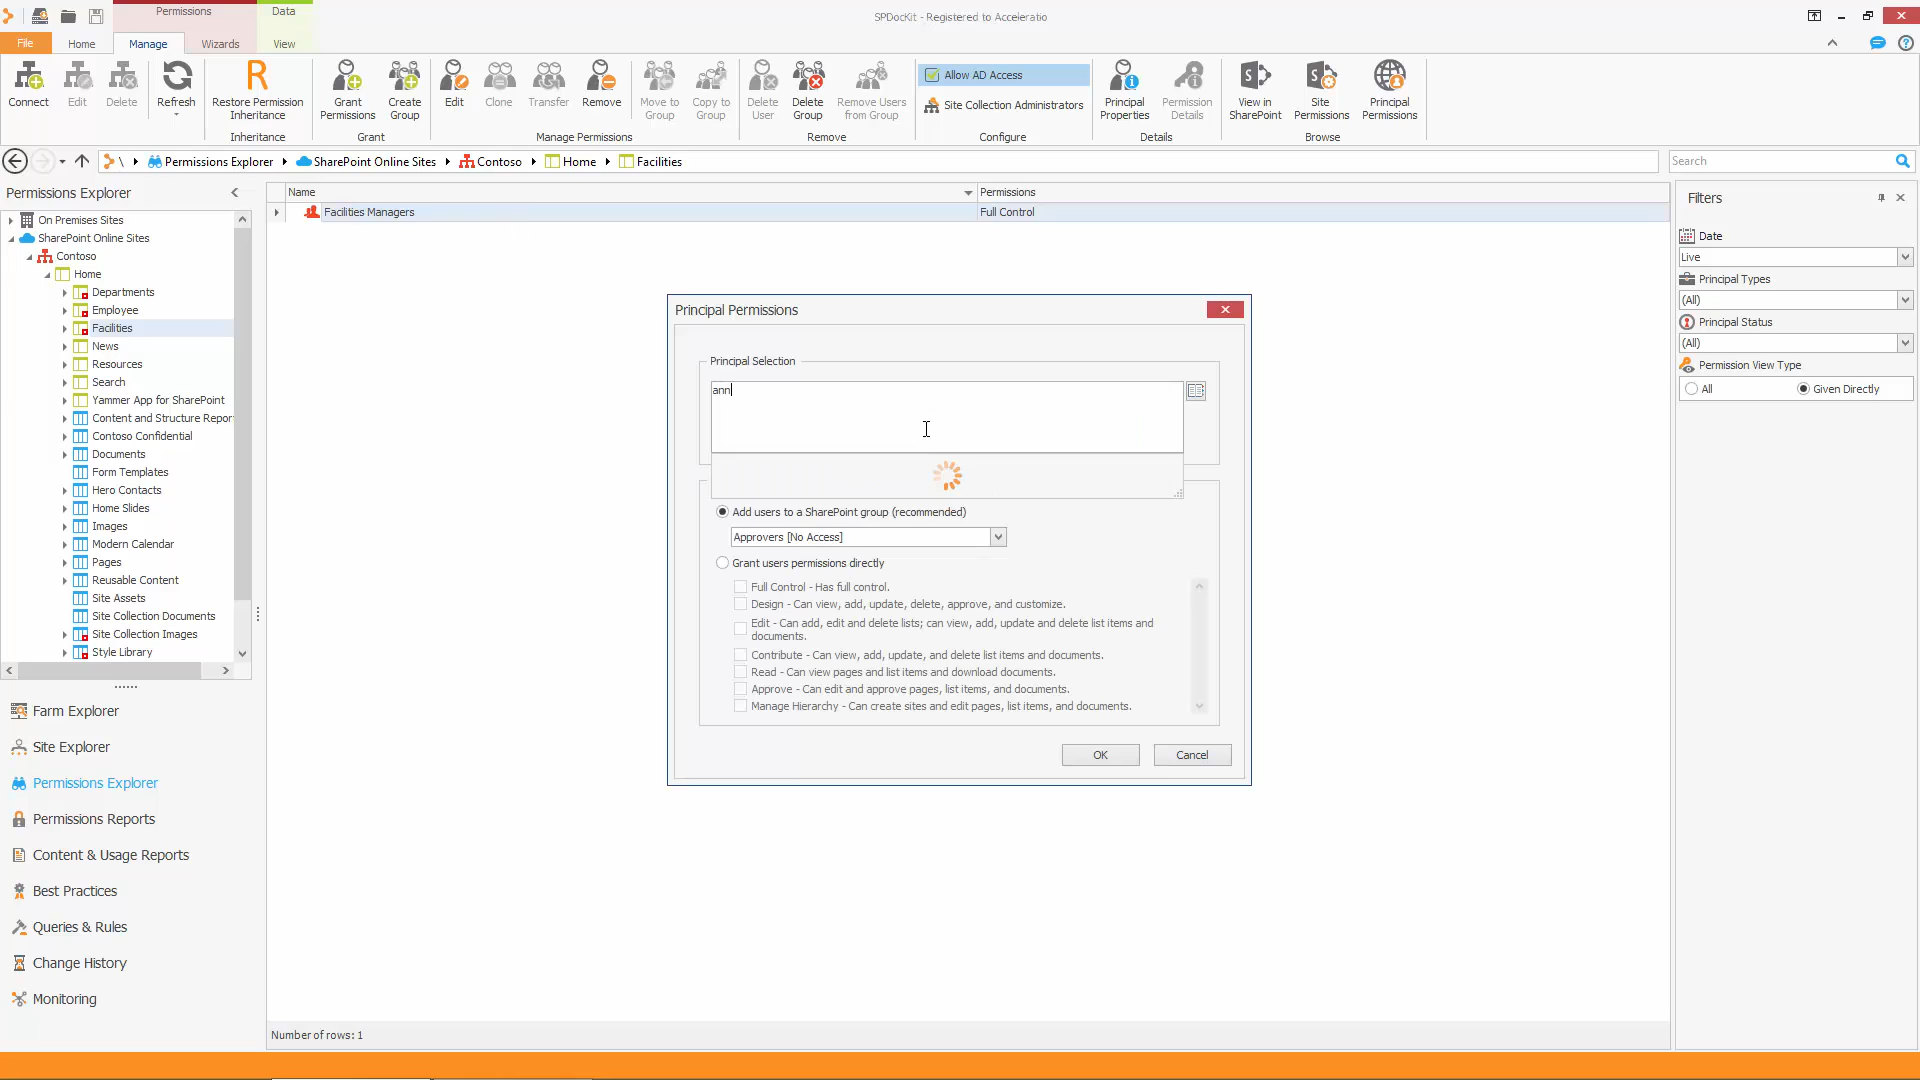 Permissions
Data
SPDocKit - Registered to Acceleratio
File
Home
Manage
Wizards
View
Connect
Edit
Delete
Refresh
Restore Permission
Inheritance
Grant
Permissions
Create
Group
Edit
Clone
Transfer
Remove
Move to
Group
Copy to
Group
Delete
User
Delete
Group
Remove Users
from Group
Allow AD Access
Site Collection Administrators
Principal
Properties
Permission
Details
View in
SharePoint
Site
Permissions
Principal
Permissions
Inheritance
Grant
Manage Permissions
Remove
Configure
Details
Browse
\ Permissions Explorer SharePoint Online Sites Contoso Home Facilities
Search
Permissions Explorer
On Premises Sites
SharePoint Online Sites
Contoso
Home
Departments
Employee
Facilities
News
Resources
Search
Yammer App for SharePoint
Content and Structure Repor
Contoso Confidential
Documents
Form Templates
Hero Contacts
Home Slides
Images
Modern Calendar
Pages
Reusable Content
Site Assets
Site Collection Documents
Site Collection Images
Style Library
Farm Explorer
Site Explorer
Permissions Explorer
Permissions Reports
Content & Usage Reports
Best Practices
Queries & Rules
Change History
Monitoring
Name
Permissions
Facilities Managers
Full Control
Principal Permissions
Principal Selection
ann
Add users to a SharePoint group (recommended)
Approvers [No Access]
Grant users permissions directly
Full Control - Has full control.
Design - Can view, add, update, delete, approve, and customize.
Edit - Can add, edit and delete lists; can view, add, update and delete list items and
documents.
Contribute - Can view, add, update, and delete list items and documents.
Read - Can view pages and list items and download documents.
Approve - Can edit and approve pages, list items, and documents.
Manage Hierarchy - Can create sites and edit pages, list items, and documents.
OK
Cancel
Number of rows: 1
Filters
Date
Live
Principal Types
(All)
Principal Status
(All)
Permission View Type
All
Given Directly